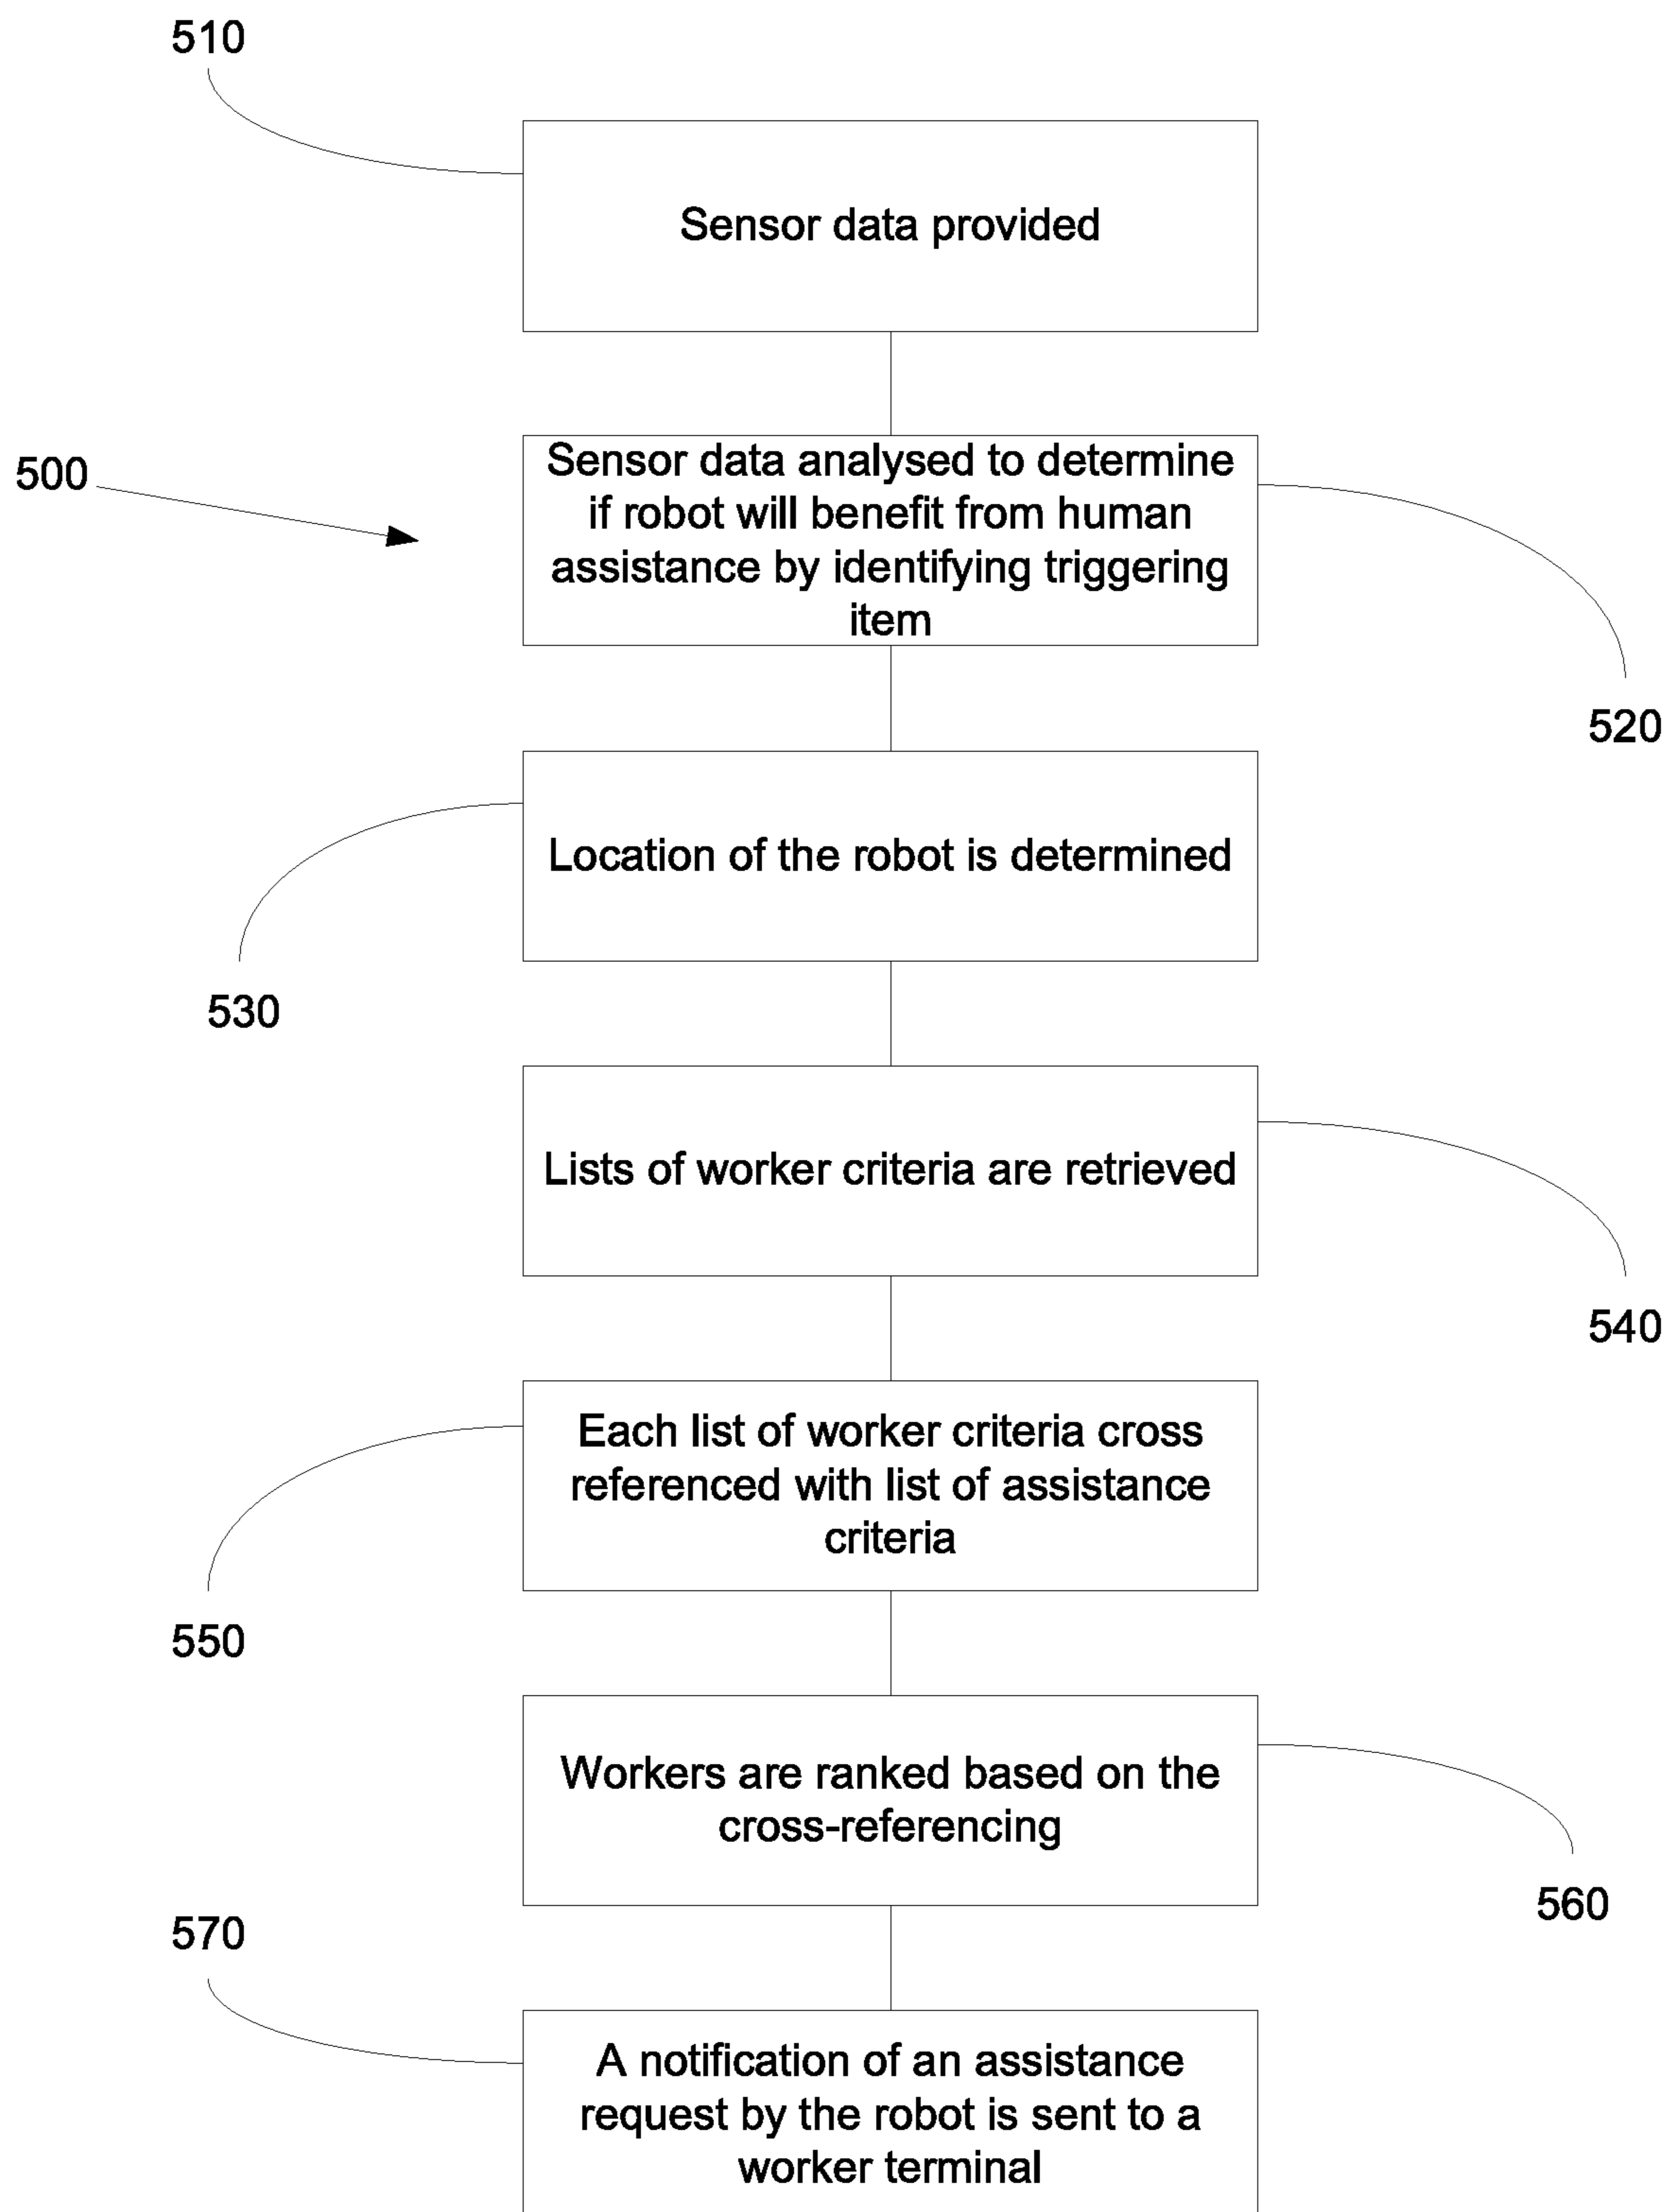 510
Sensor data provided
500
Sensor data analysed to determine
if robot will benefit from human
assistance by identifying triggering
item
520
Location of the robot is determined
530
Lists of worker criteria are retrieved
540
Each list of worker criteria cross
referenced with list of assistance
criteria
550
Workers are ranked based on the
cross-referencing
560
570
A notification of an assistance
request by the robot is sent to a
worker terminal